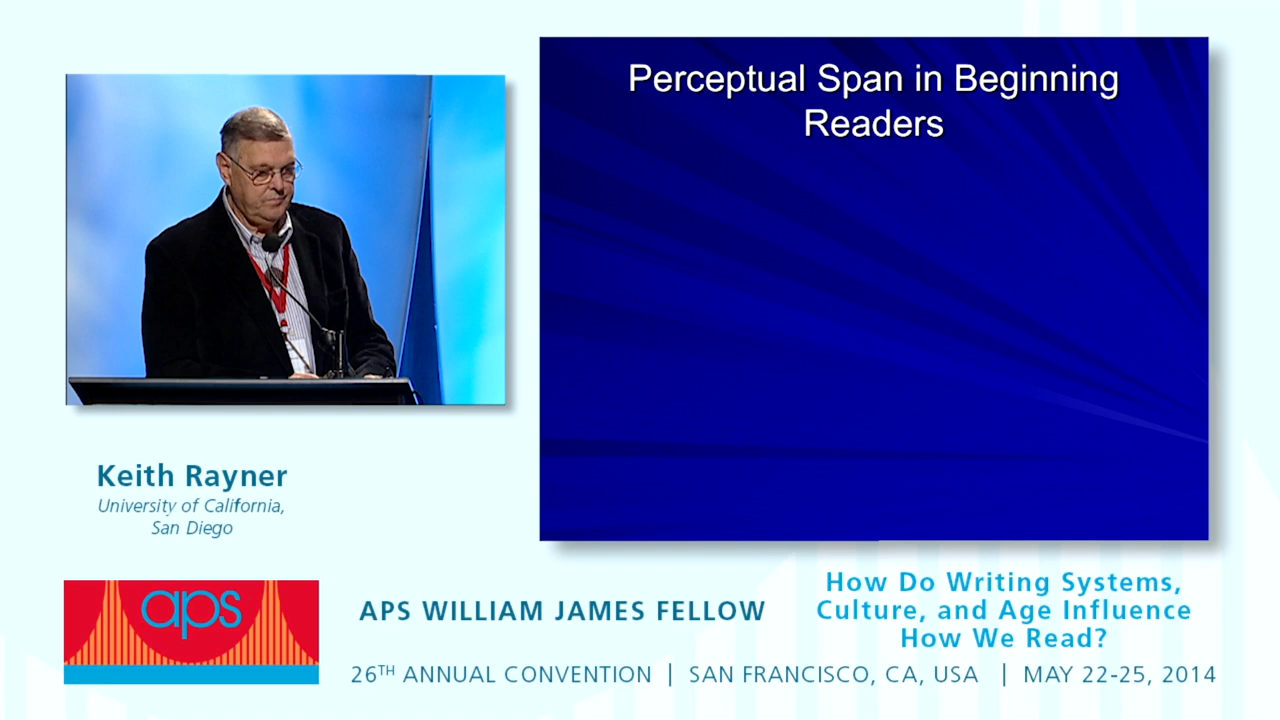 Perceptual Span in Beginning
Readers
Keith Rayner
University of California,
San Diego
aps
APS WILLIAM JAMES FELLOW
How Do Writing Systems,
Culture, and Age Influence
How We Read?
26TH ANNUAL CONVENTION | SAN FRANCISCO, CA, USA | MAY 22-25, 2014